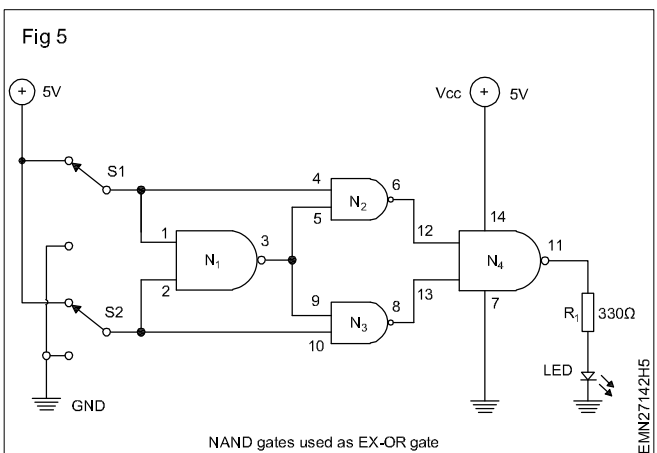 Fig 5
5V
Vcc
5V
S1
4
6
N2
5
12
14
1
3
N1
2
11
N4
9
8
13
7
N3
10
S2
R1
330Ω
LED
GND
EMN27142H5
NAND gates used as EX-OR gate